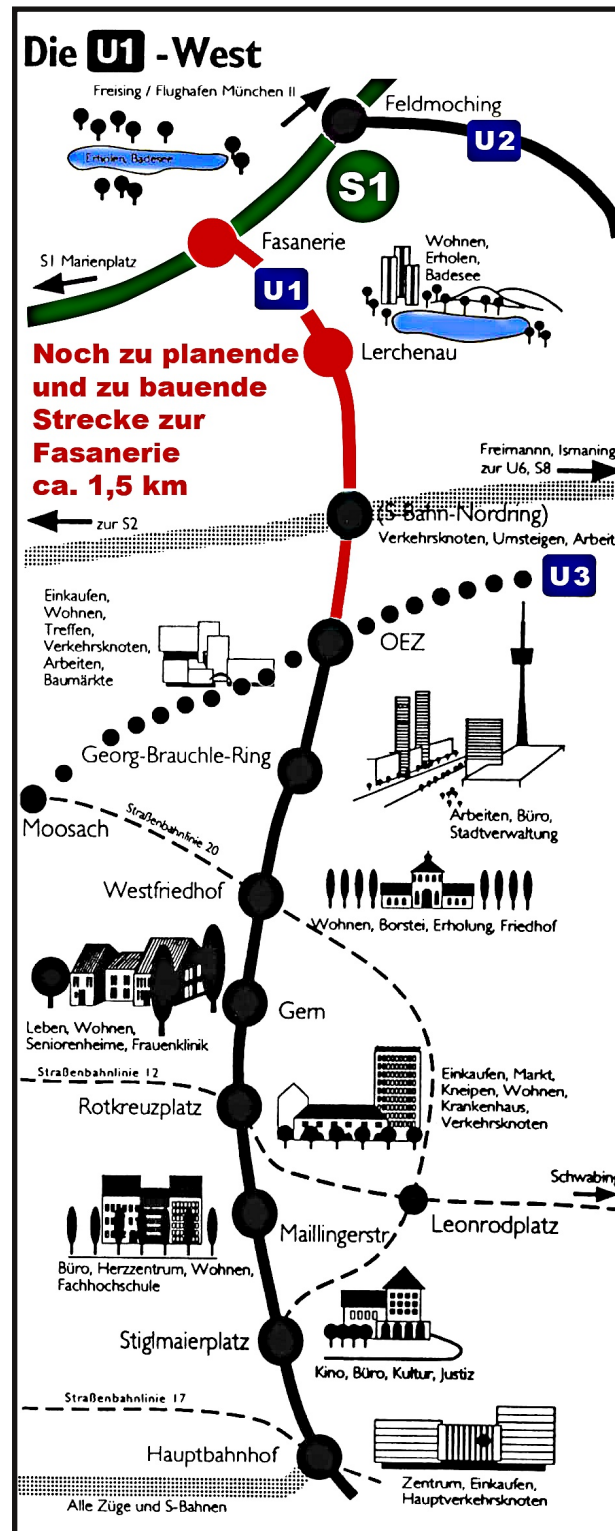 Die U1 - West
Freising / Flughafen München II
Feldmoching
U2
Erholen, Badesee
S1
Fasanerie
S1 Marienplatz
Wohnen,
Erholen,
Badesee
U1
Lerchenau
Noch zu planende
und zu bauende
Strecke zur
Fasanerie
ca. 1,5 km
Freimannn, Ismaning
zur U6, S8
(S-Bahn-Nordring)
zur S2
Verkehrsknoten, Umsteigen, Arbeit
U3
Einkaufen,
Wohnen,
Treffen,
Verkehrsknoten,
Arbeiten,
Baumärkte
OEZ
Georg-Brauchle-Ring
Moosach
Straßenbahnlinie 20
Arbeiten, Büro,
Stadtverwaltung
Westfriedhof
Wohnen, Borstei, Erholung, Friedhof
Gern
Leben, Wohnen,
Seniorenheime, Frauenklinik
Straßenbahnlinie 12
Rotkreuzplatz
Einkaufen, Markt,
Kneipen, Wohnen,
Krankenhaus,
Verkehrsknoten
Schwabing
Leonrodplatz
Maillingerstr.
Büro, Herzzentrum, Wohnen,
Fachhochschule
Stiglmaierplatz
Kino, Büro, Kultur, Justiz
Straßenbahnlinie 17
Hauptbahnhof
Zentrum, Einkaufen,
Hauptverkehrsknoten
Alle Züge und S-Bahnen